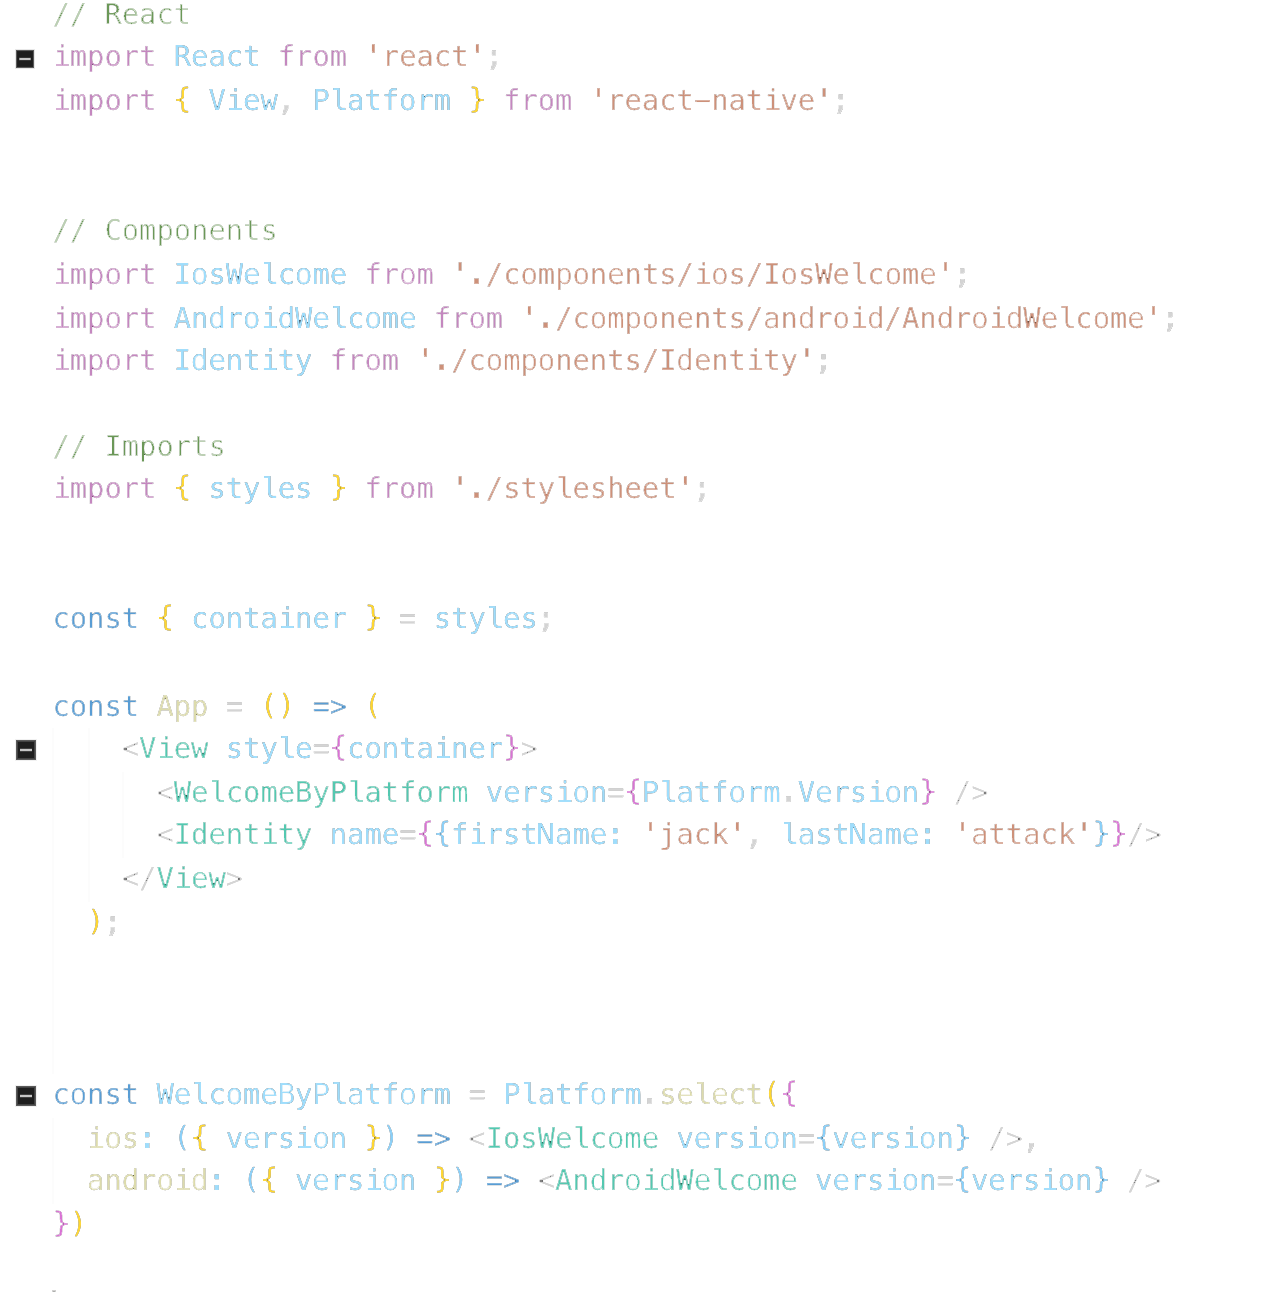 // React
import React from 'react';
import { View, Platform } from 'react-native';
// Components
import IosWelcome from './components/ios/IosWelcome';
import AndroidWelcome from './components/android/AndroidWelcome';
import Identity from './components/Identity';
// Imports
import { styles } from './stylesheet';
const { container } = styles;
const App = () => (
    <View style={container}>
      <WelcomeByPlatform version={Platform.Version} />
      <Identity name={{firstName: 'jack', lastName: 'attack'}}/>
    </View>
  );
const WelcomeByPlatform = Platform.select({
  ios: ({ version }) => <IosWelcome version={version} />,
  android: ({ version }) => <AndroidWelcome version={version} />
})